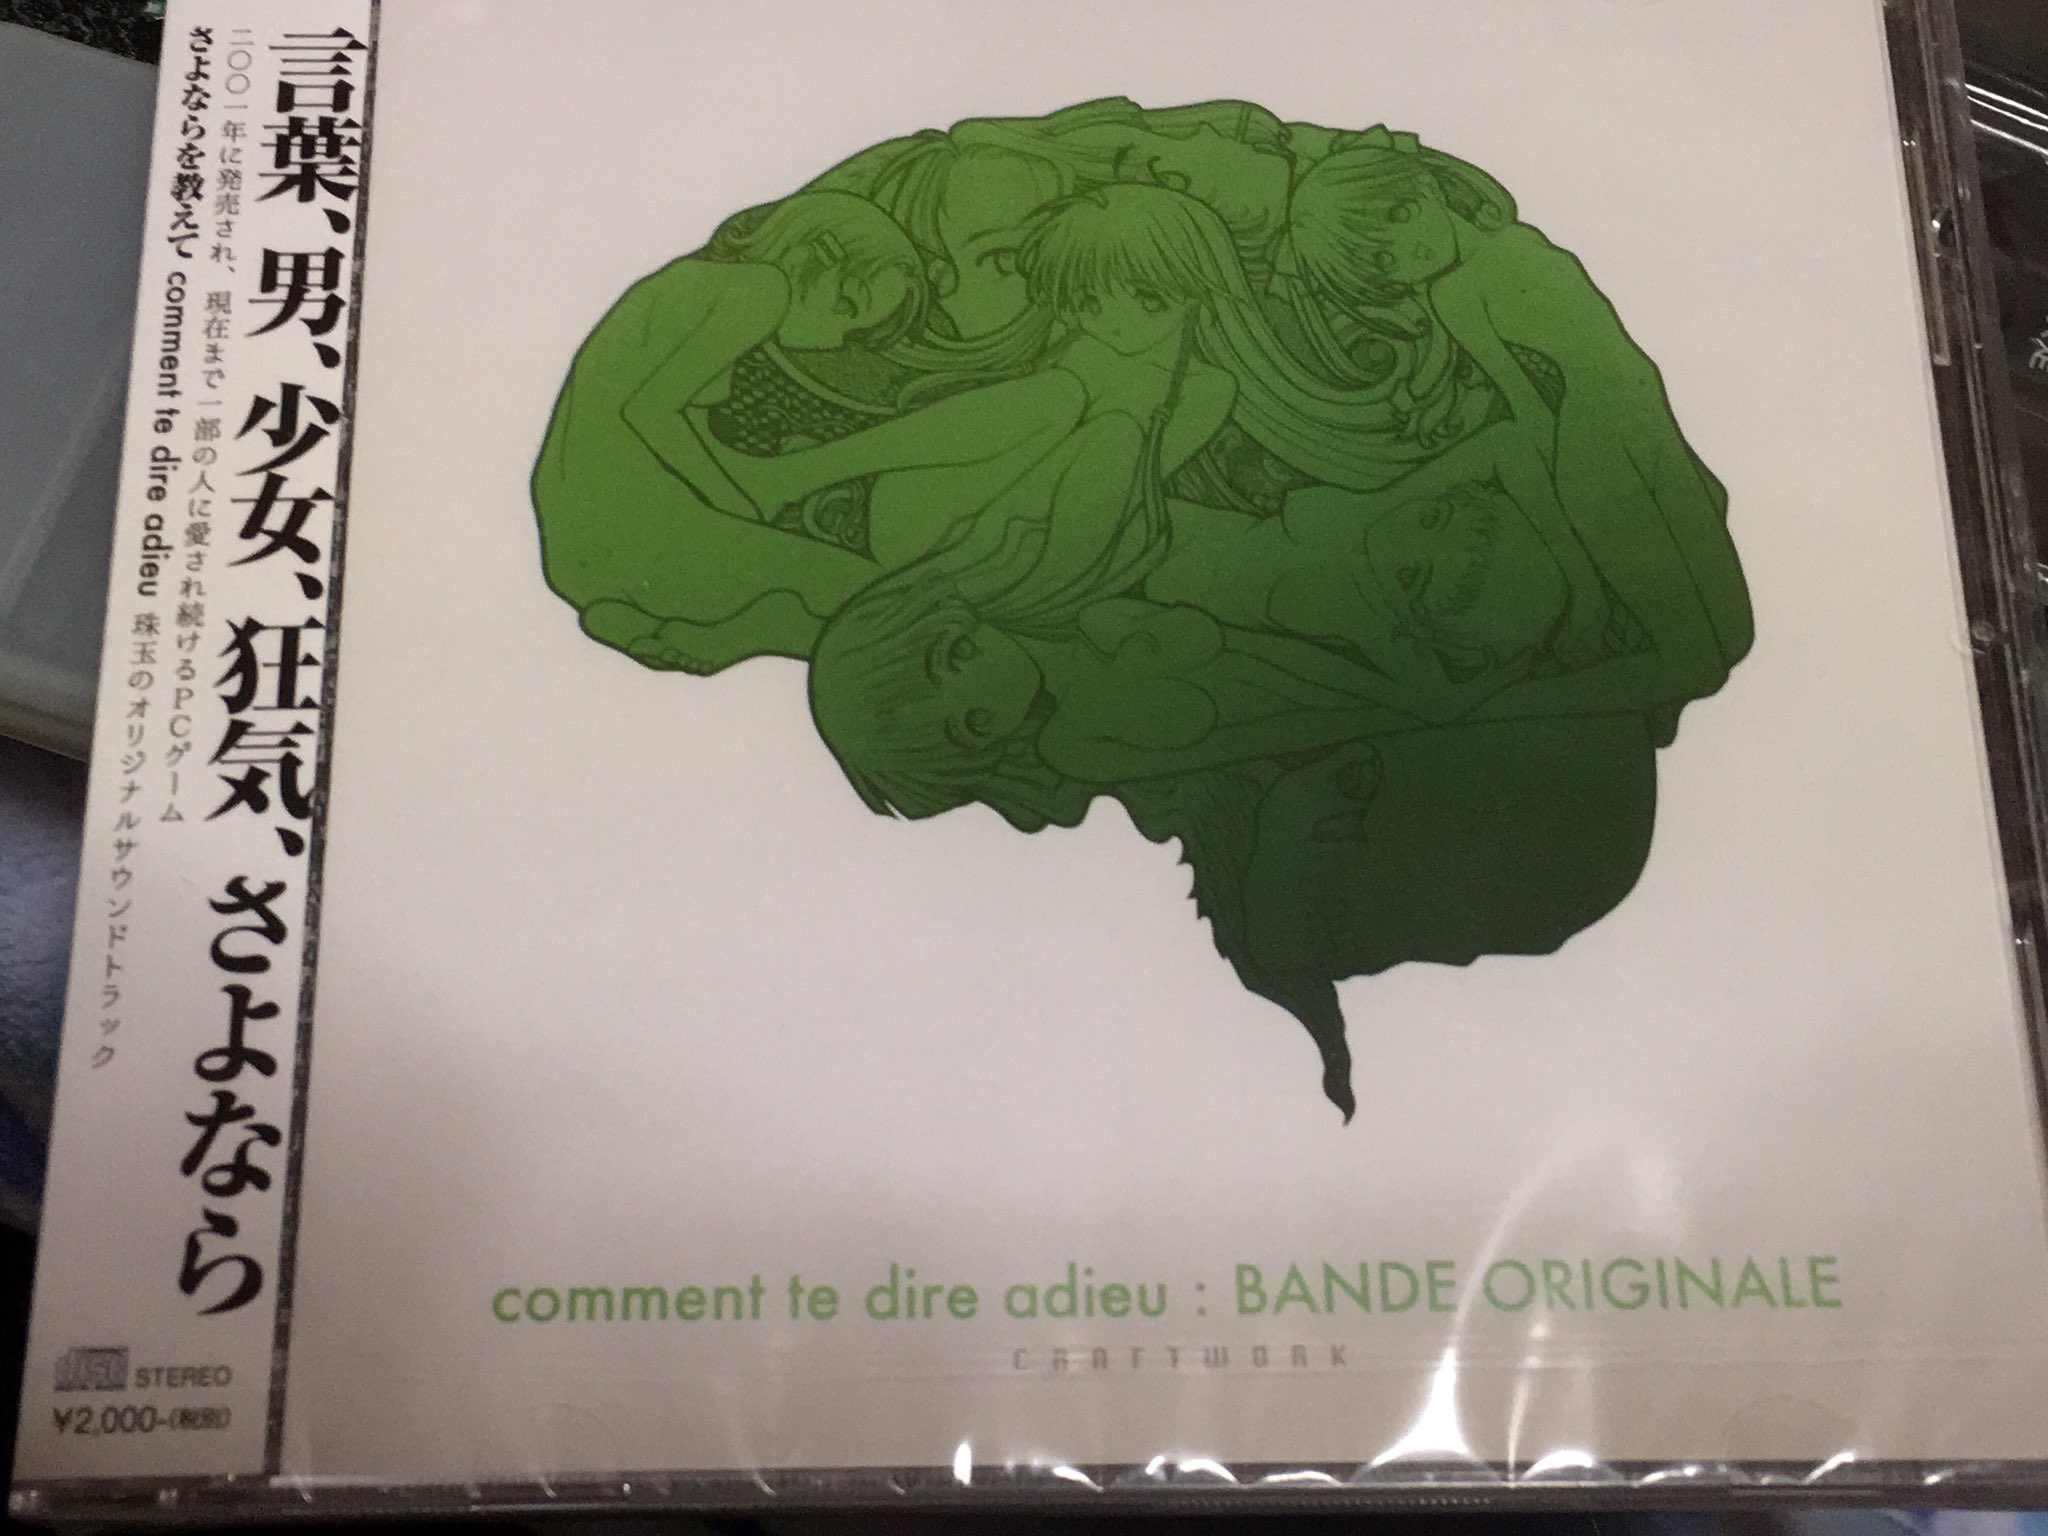 言葉、男、少女、狂気、さよなら
二〇〇一年に発売され、現在まで一部の人に愛され続けるPCゲーム
さよならを教えて comment te dire adieu 珠玉のオリジナルサウンドトラック
STEREO
¥2,000-(税別)
comment te dire adieu : BANDE ORIGINALE
CRAFTWORK